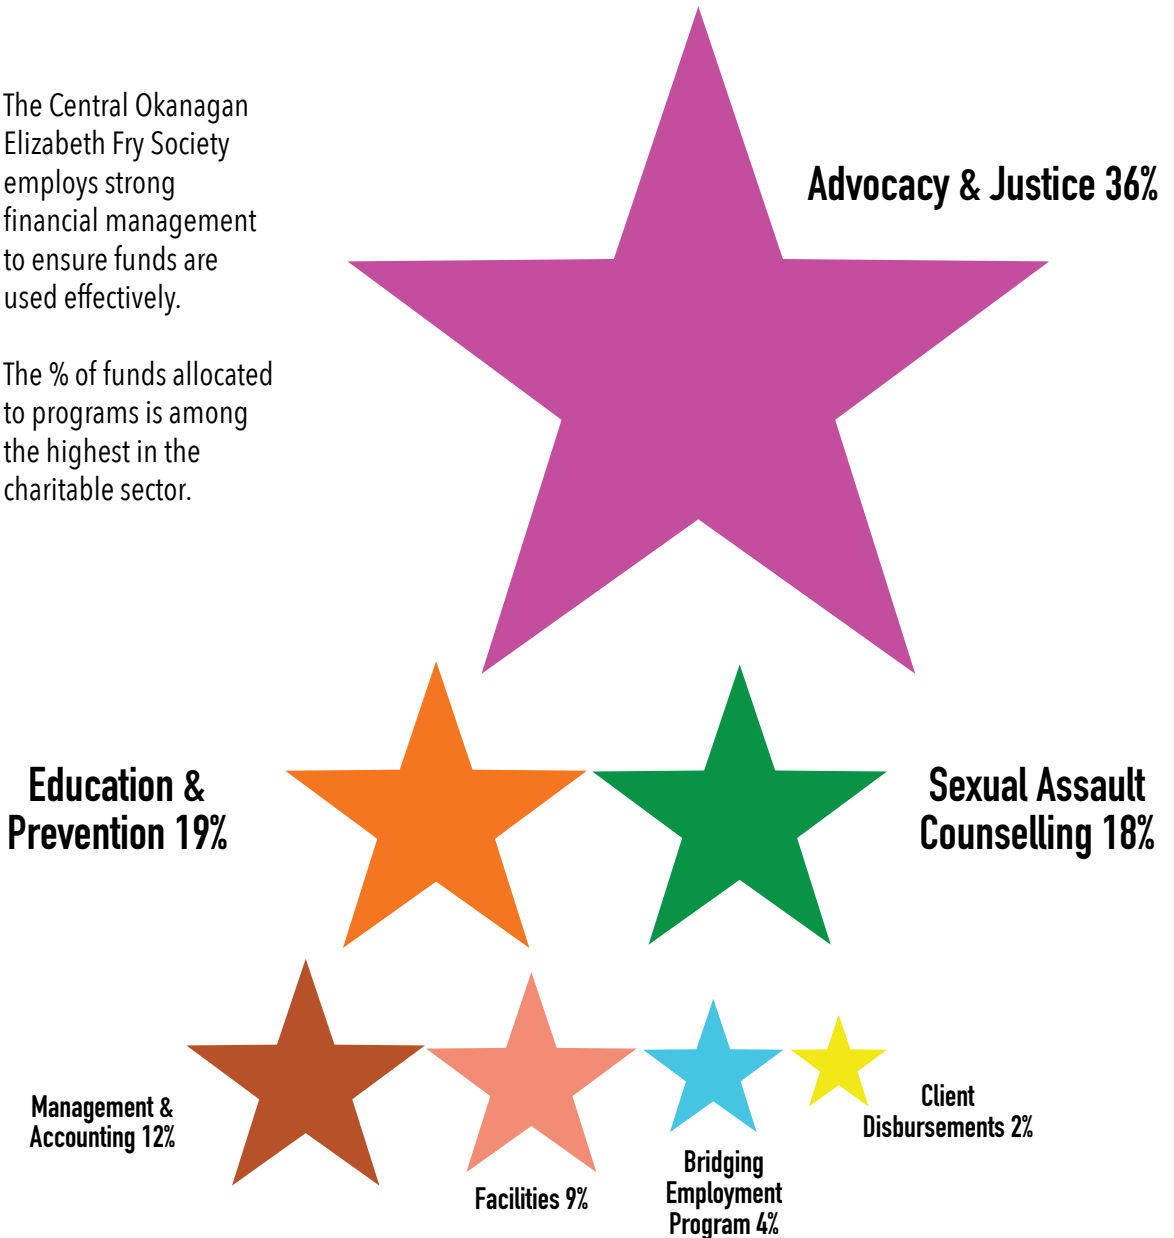 The Central Okanagan
Elizabeth Fry Society
employs strong
financial management
to ensure funds are
used effectively.
The % of funds allocated
to programs is among
the highest in the
charitable sector.
Advocacy & Justice 36%
Education &
Prevention 19%
Sexual Assault
Counselling 18%
Management &
Accounting 12%
Facilities 9%
Bridging
Employment
Program 4%
Client
Disbursements 2%